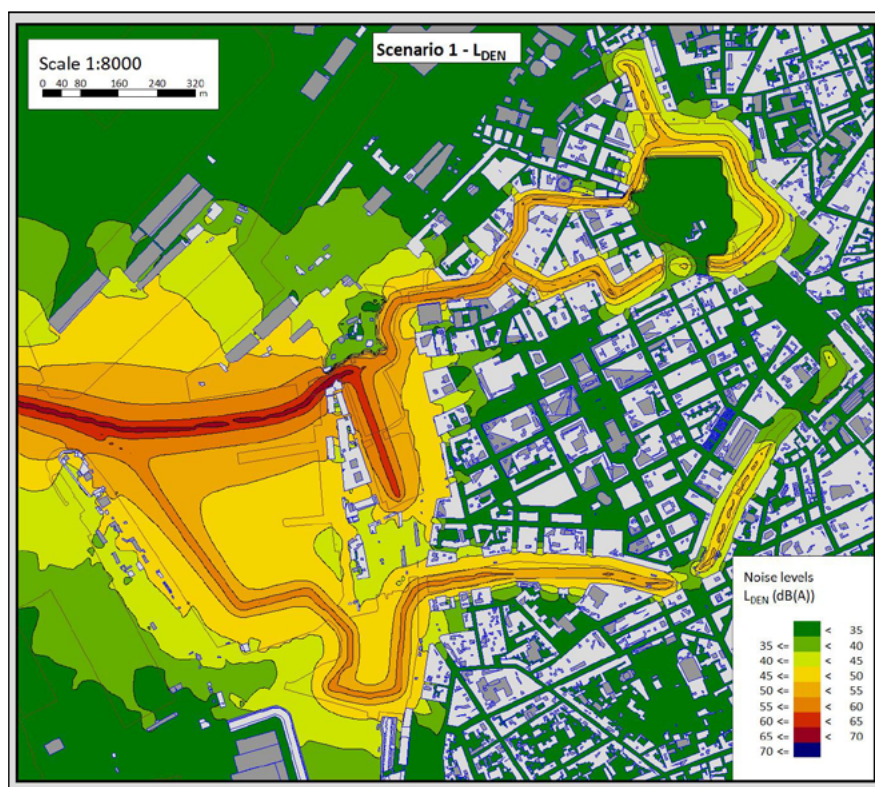 Scenario 1 - LDEN
Scale 1:8000
0 40 80 160 240 320
m
Noise levels
LDEN (dB(A))
< 35
35 <= < 40
40 <= < 45
45 <= < 50
50 <= < 55
55 <= < 60
60 <= < 65
65 <= < 70
70 <=